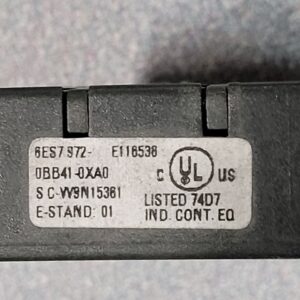 6ES7 972- E116536
0BB41-0XA0 C UL US
S C-VV9N15361
E-STAND: 01 LISTED 74D7
IND. CONT. EQ